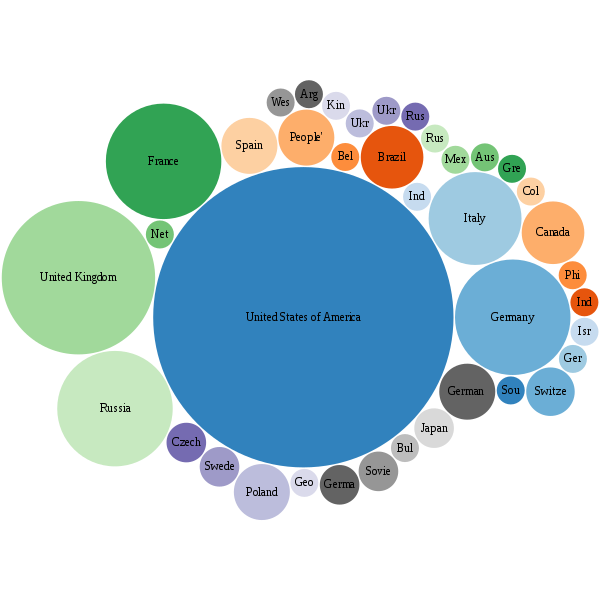 Arg
Wes
Kin
Ukr
Ukr
Rus
Rus
Spain
People'
Bel
Brazil
Mex
Aus
Gre
France
Ind
Col
Italy
Canada
Net
United Kingdom
Phi
Ind
United States of America
Germany
Isr
Ger
German
Sou
Switze
Russia
Japan
Czech
Bul
Swede
Sovie
Poland
Geo
Germa